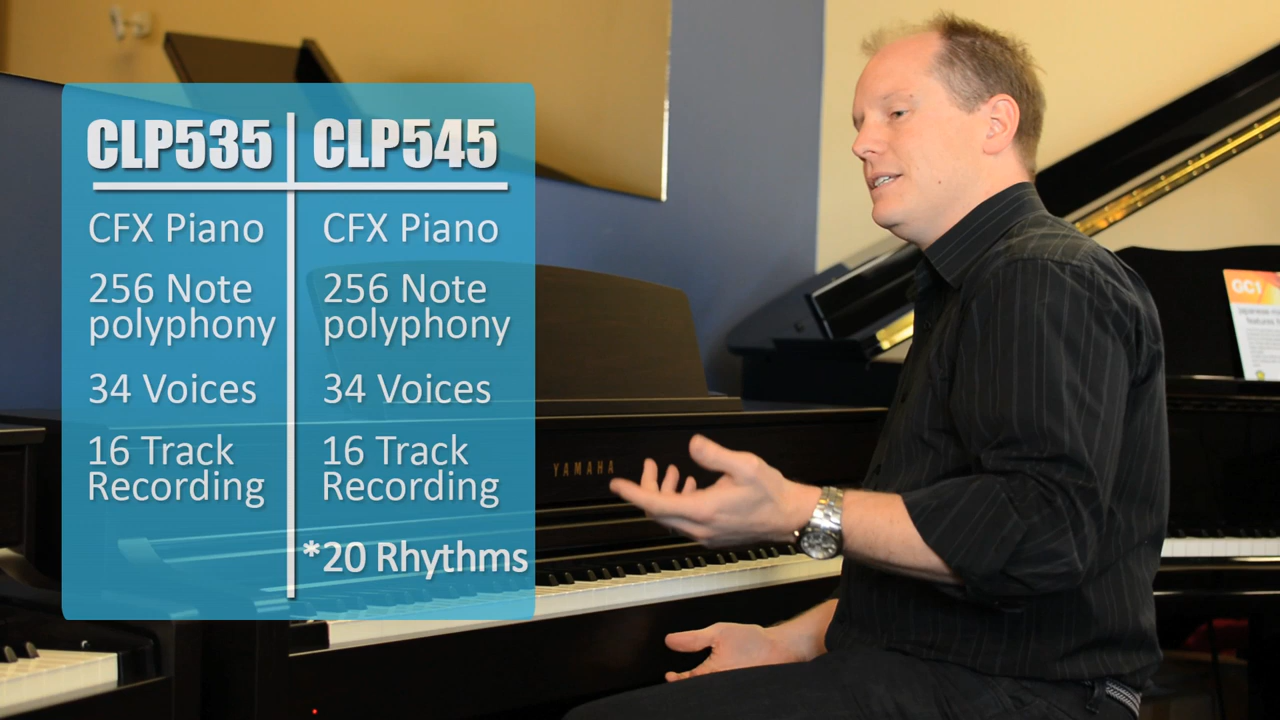 CLP535 CLP545
CFX Piano CFX Piano
256 Note 256 Note
polyphony polyphony
34 Voices 34 Voices
16 Track 16 Track
Recording Recording
*20 Rhythms
YAMAHA
GC1